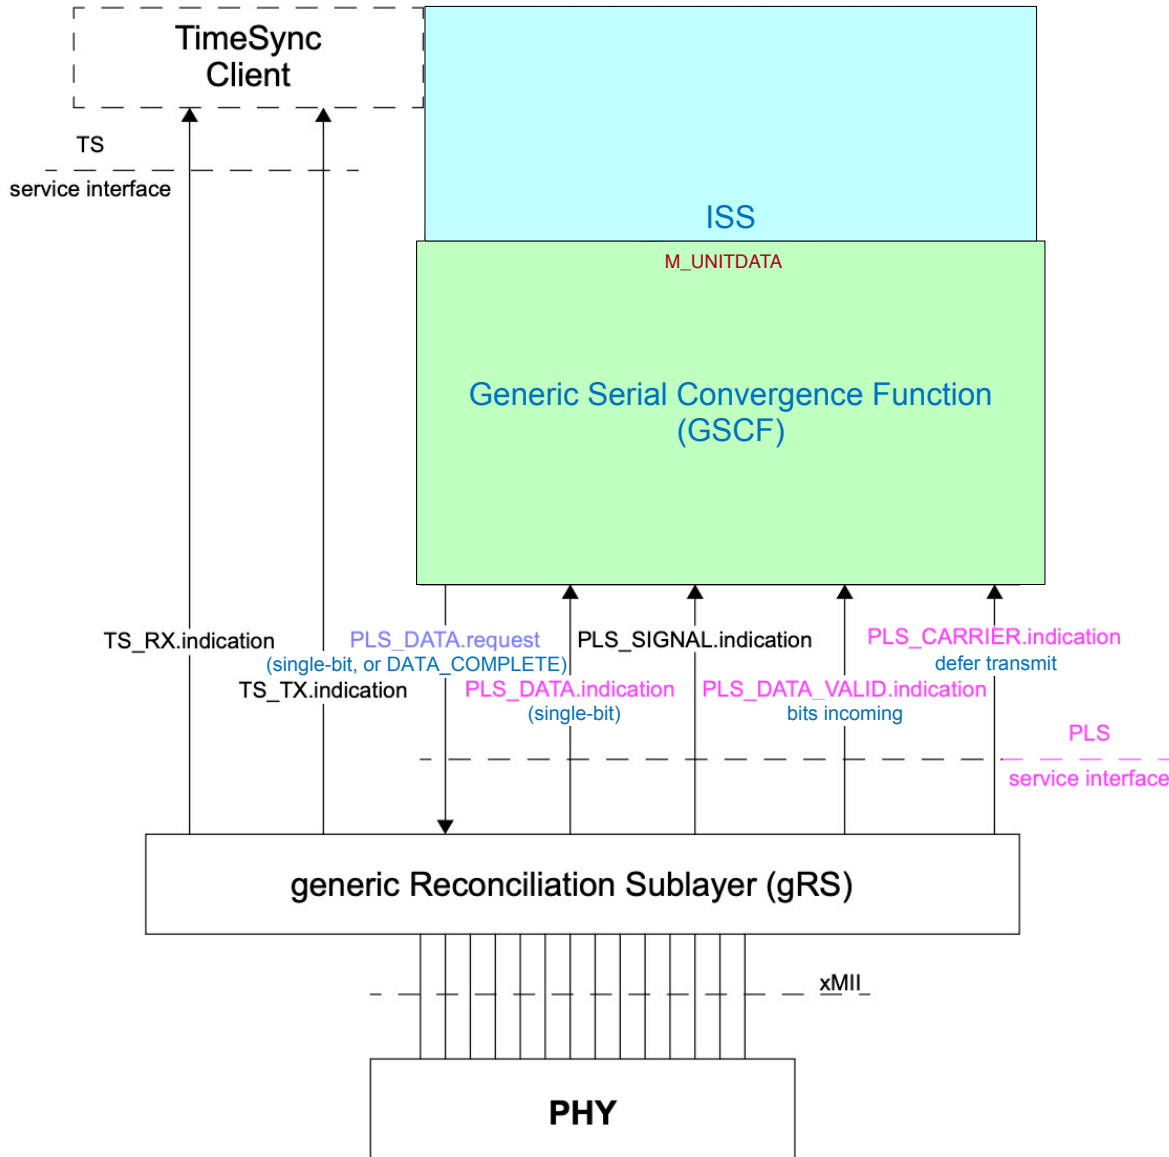 TimeSync
Client
TS
service interface
ISS
M_UNITDATA
Generic Serial Convergence Function
(GSCF)
TS_RX.indication
PLS_DATA.request
PLS_SIGNAL.indication
PLS_CARRIER.indication
(single-bit, or DATA_COMPLETE)
defer transmit
TS_TX.indication
PLS_DATA.indication
PLS_DATA_VALID.indication
(single-bit)
bits incoming
PLS
service interface
generic Reconciliation Sublayer (gRS)
xMII
PHY